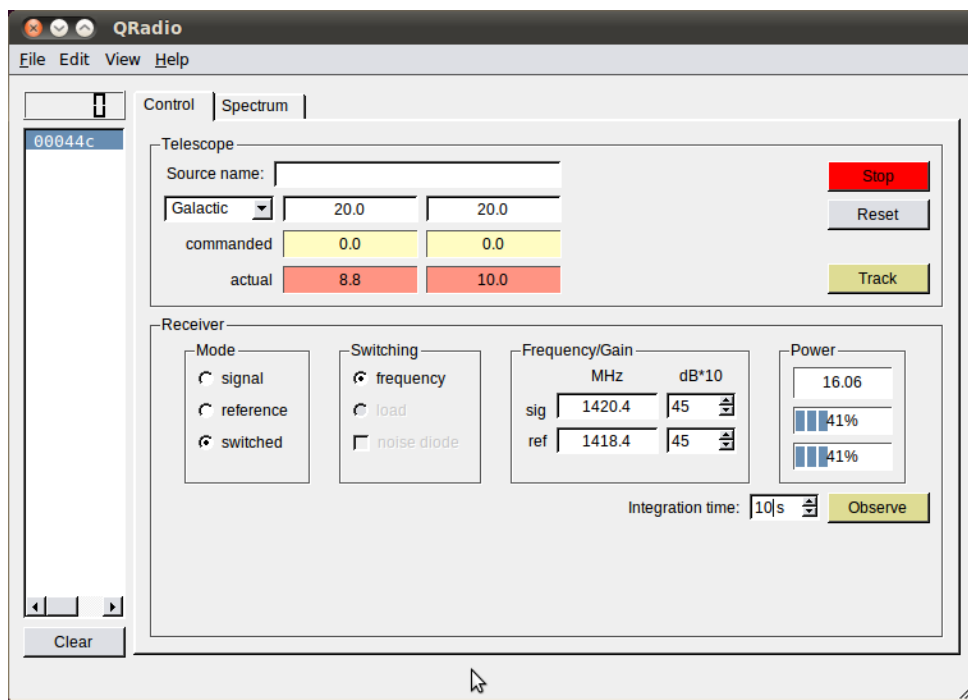 QRadio
File Edit View Help
0
00044c
Clear
Control Spectrum
Telescope
Source name:
Stop
Galactic 20.0 20.0
Reset
commanded 0.0 0.0
actual 8.8 10.0
Track
Receiver
Mode
signal
reference
switched
Switching
frequency
load
noise diode
Frequency/Gain
MHz dB*10
sig 1420.4 45
ref 1418.4 45
Power
16.06
41%
41%
Integration time: 10 s Observe